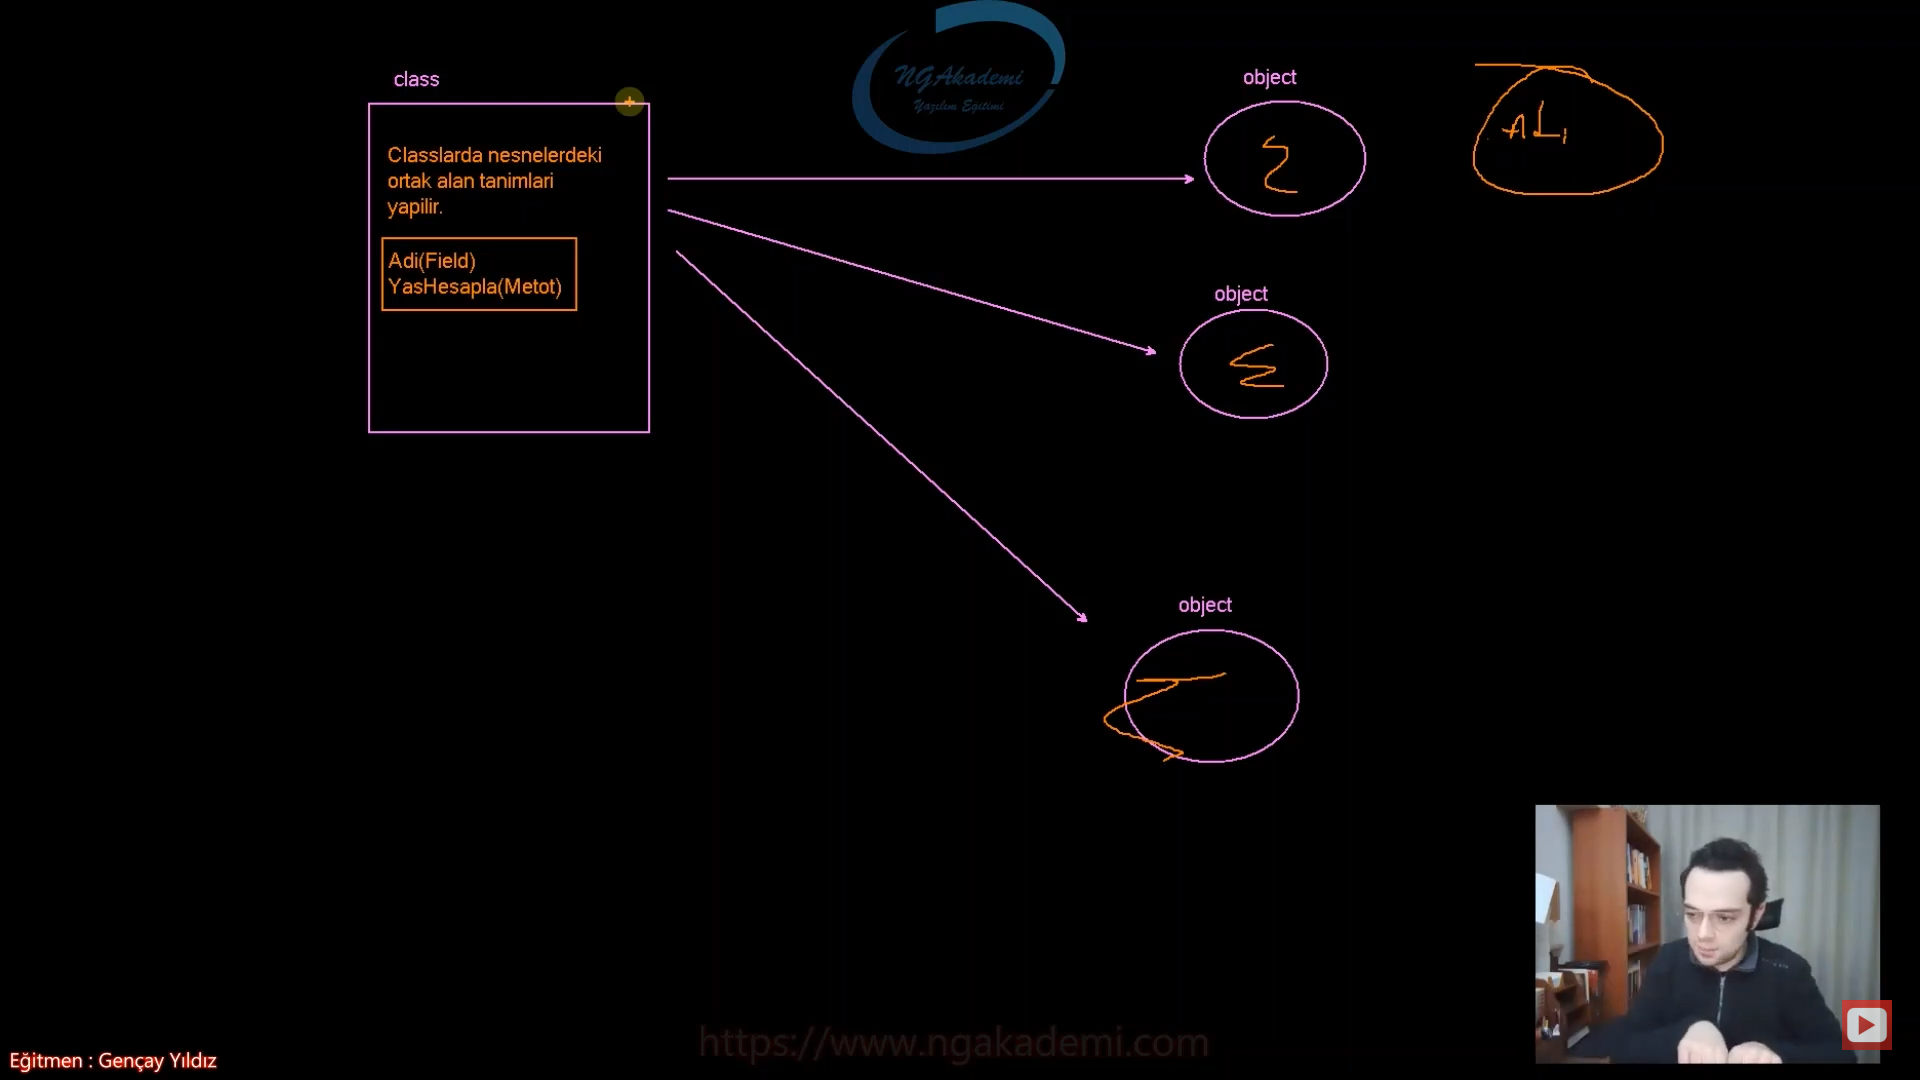 class
NGAkademi
Yazılım Eğitimi
object
ALİ
Classlarda nesnelerdeki
ortak alan tanimlari
yapilir.
Adi(Field)
YasHesapla(Metot)
object
object
https://www.ngakademi.com
Eğitmen : Gençay Yıldız